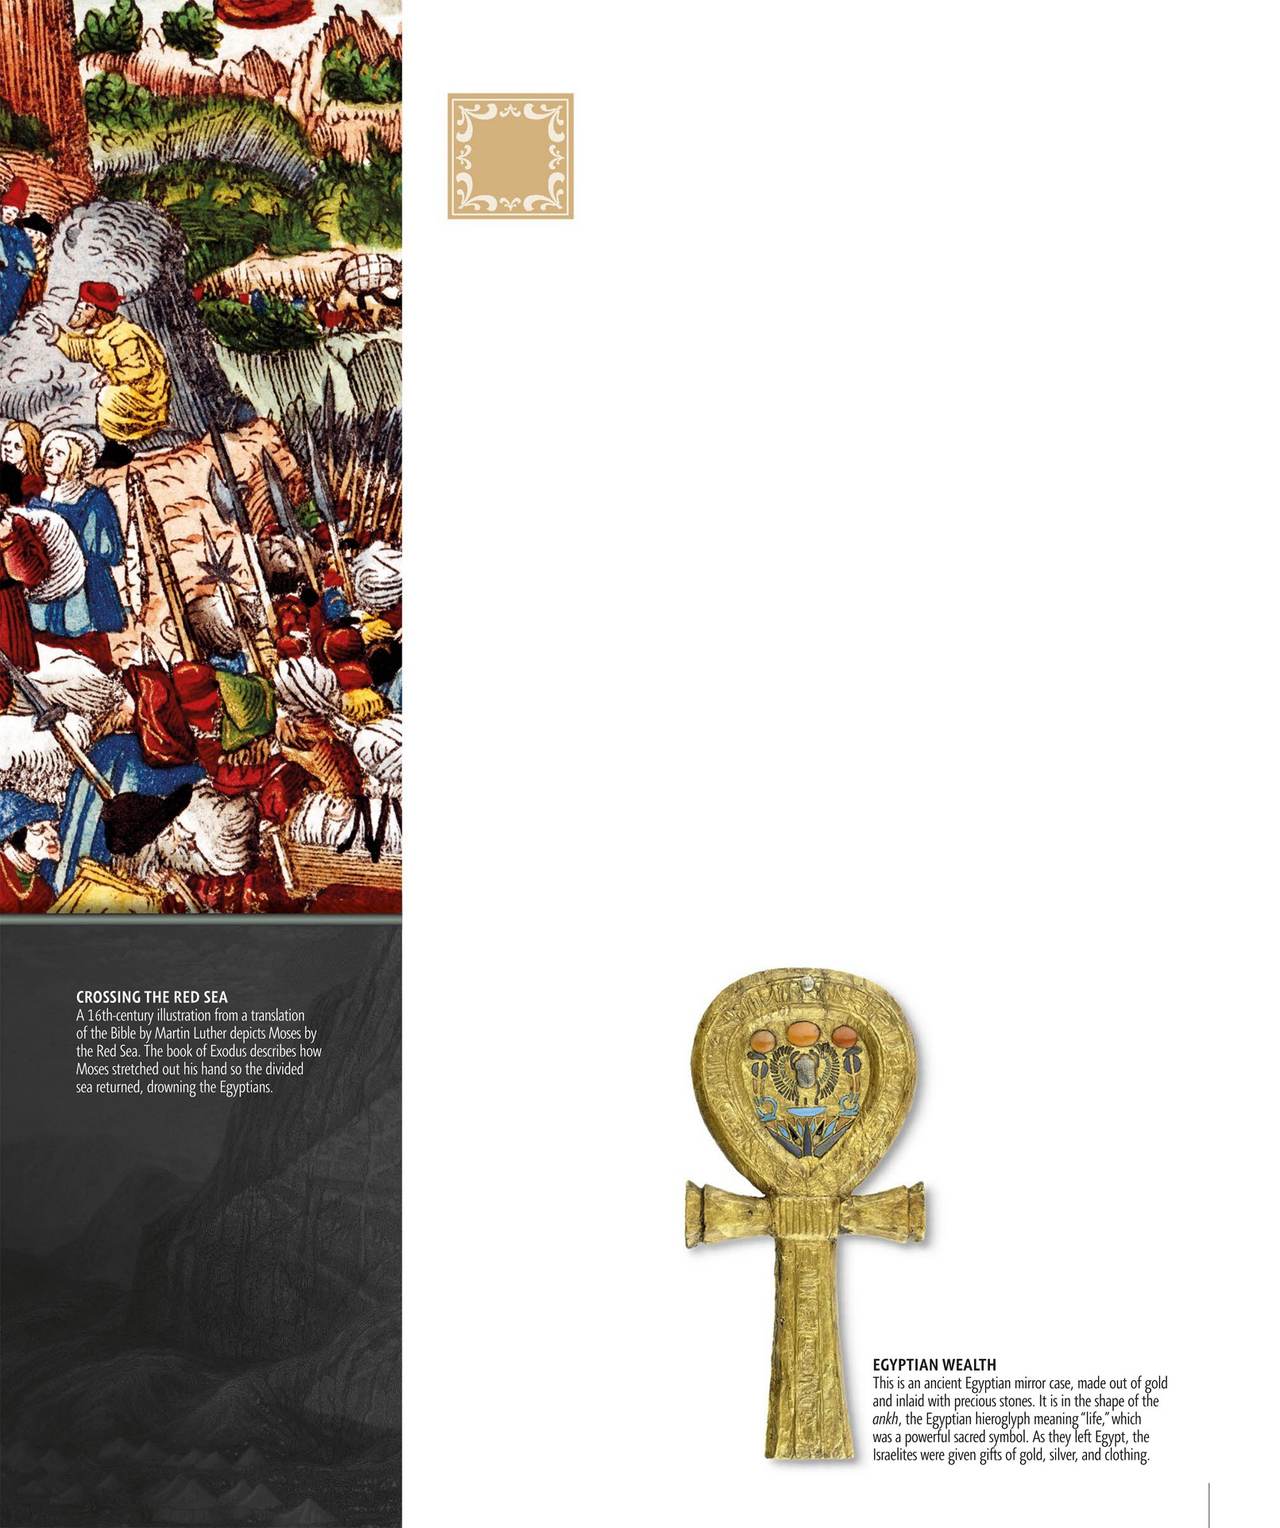 CROSSING THE RED SEA
A 16th-century illustration from a translation
of the Bible by Martin Luther depicts Moses by
the Red Sea. The book of Exodus describes how
Moses stretched out his hand so the divided
sea returned, drowning the Egyptians.
EGYPTIAN WEALTH
This is an ancient Egyptian mirror case, made out of gold
and inlaid with precious stones. It is in the shape of the
ankh, the Egyptian hieroglyph meaning “life,” which
was a powerful sacred symbol. As they left Egypt, the
Israelites were given gifts of gold, silver, and clothing.